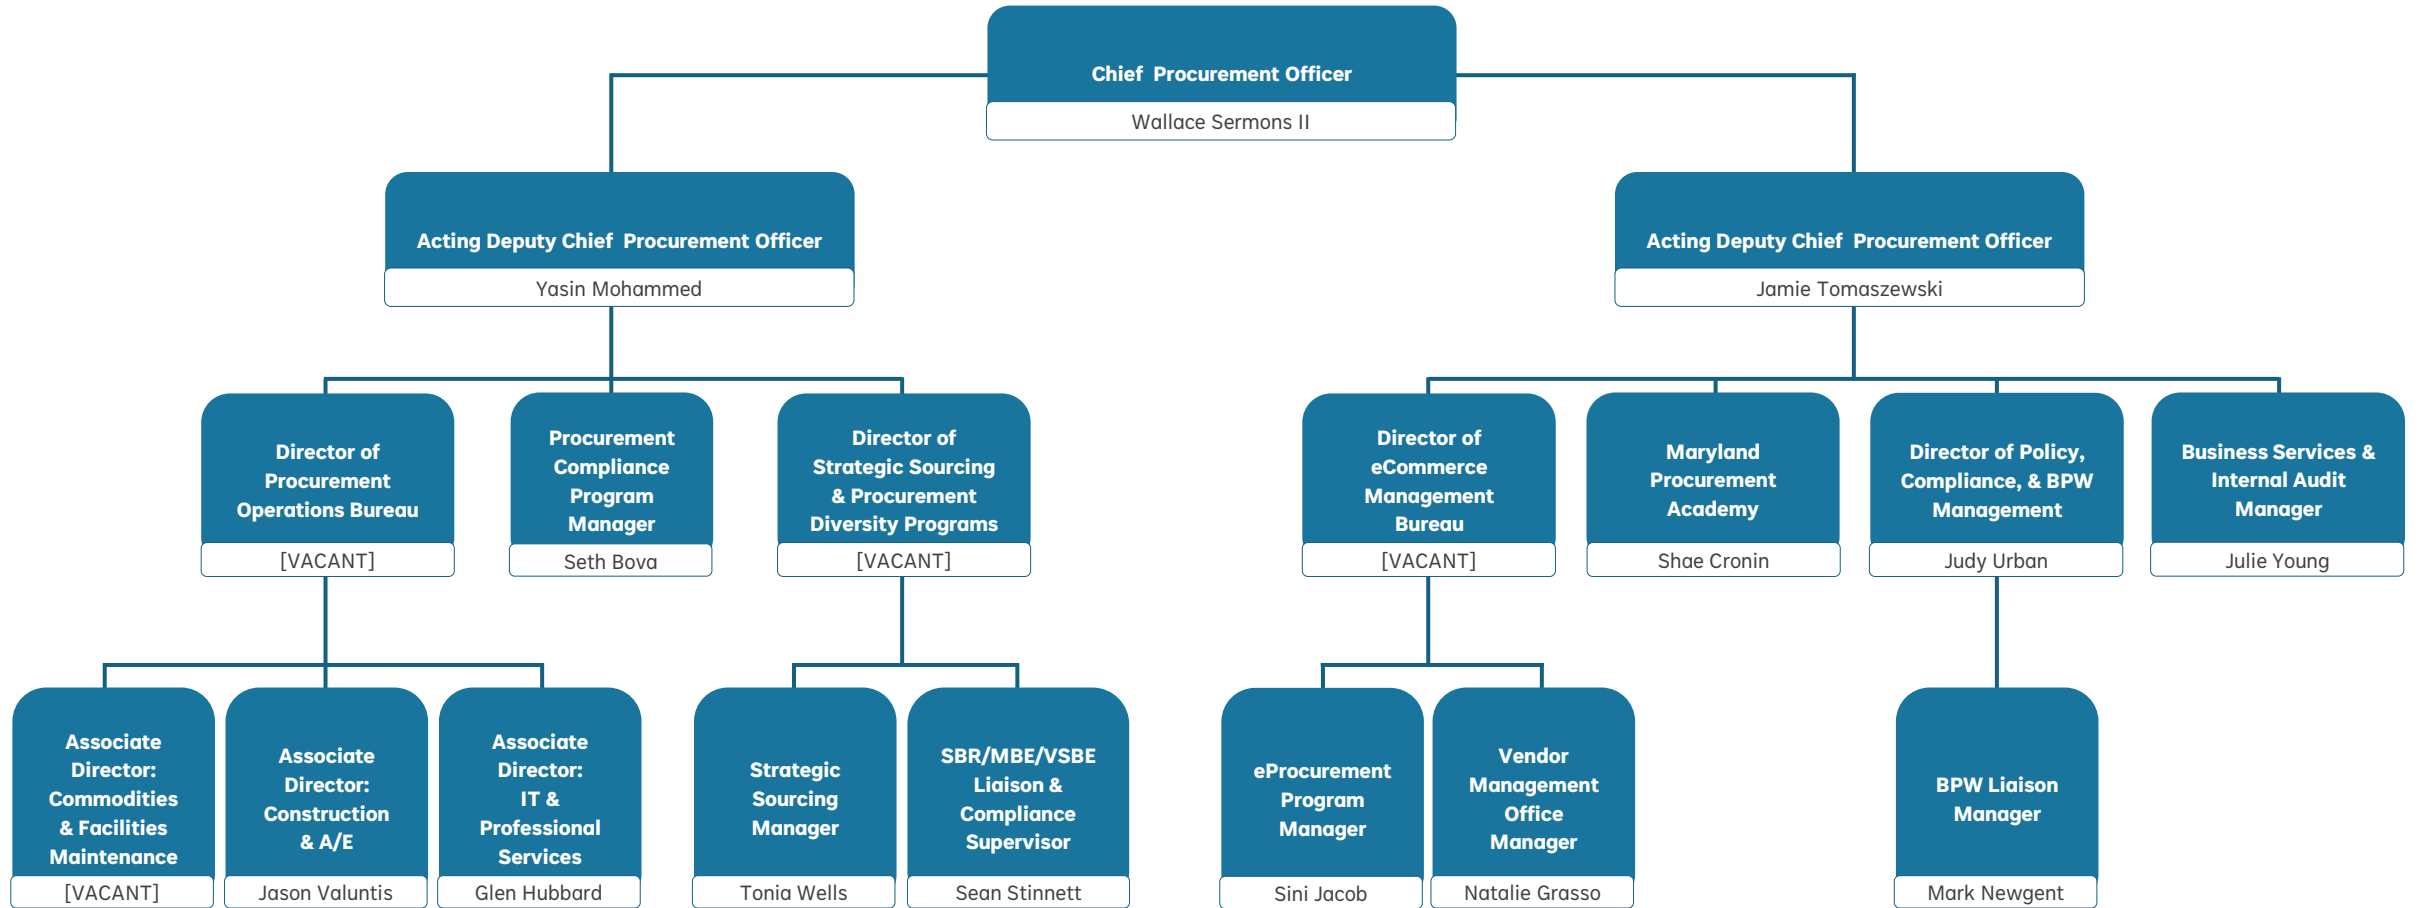 Chief Procurement Officer
Wallace Sermons II
Acting Deputy Chief Procurement Officer
Yasin Mohammed
Acting Deputy Chief Procurement Officer
Jamie Tomaszewski
Director of
Procurement
Operations Bureau
[VACANT]
Procurement
Compliance
Program
Manager
Seth Bova
Director of
Strategic Sourcing
& Procurement
Diversity Programs
[VACANT]
Director of
eCommerce
Management
Bureau
[VACANT]
Maryland
Procurement
Academy
Shae Cronin
Director of Policy,
Compliance, & BPW
Management
Judy Urban
Business Services &
Internal Audit
Manager
Julie Young
Associate
Director:
Commodities
& Facilities
Maintenance
[VACANT]
Associate
Director:
Construction
& A/E
Jason Valuntis
Associate
Director:
IT &
Professional
Services
Glen Hubbard
Strategic
Sourcing
Manager
Tonia Wells
SBR/MBE/VSBE
Liaison &
Compliance
Supervisor
Sean Stinnett
eProcurement
Program
Manager
Sini Jacob
Vendor
Management
Office
Manager
Natalie Grasso
BPW Liaison
Manager
Mark Newgent